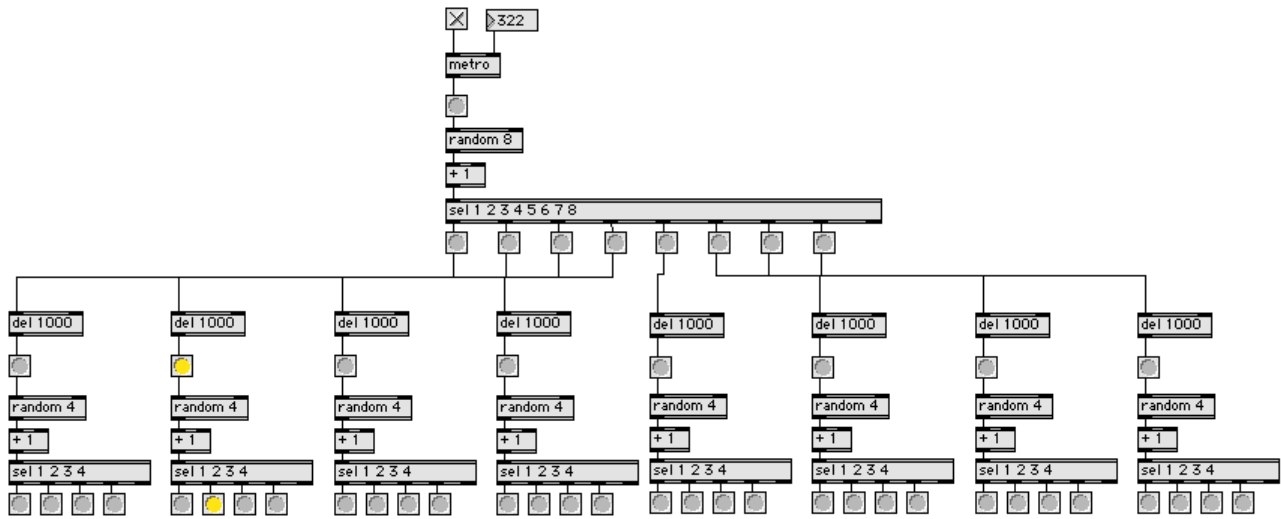 322
metro
random 8
+ 1
sel 1 2 3 4 5 6 7 8
del 1000 del 1000 del 1000 del 1000 del 1000 del 1000 del 1000 del 1000
random 4 random 4 random 4 random 4 random 4 random 4 random 4 random 4
+ 1 + 1 + 1 + 1 + 1 + 1 + 1 + 1
sel 1 2 3 4 sel 1 2 3 4 sel 1 2 3 4 sel 1 2 3 4 sel 1 2 3 4 sel 1 2 3 4 sel 1 2 3 4 sel 1 2 3 4